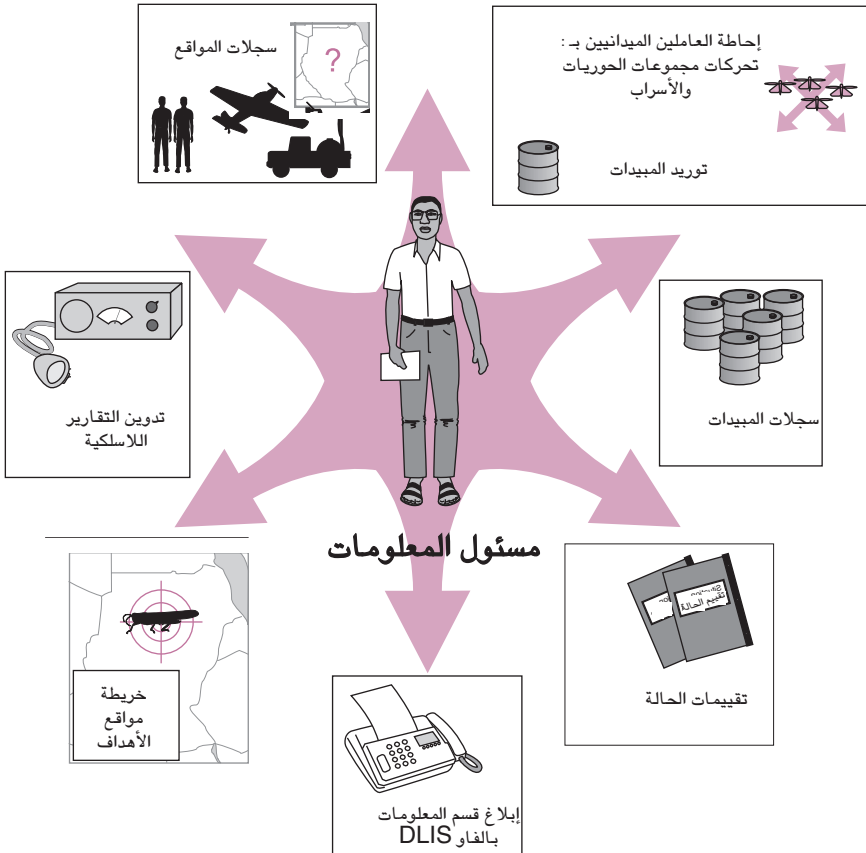 إحاطة العاملين الميدانيين بـ :
تحركات مجموعات الحوريات
والأسراب
توريد المبيدات
سجلات المواقع
?
تدوين التقارير
اللاسلكية
سجلات المبيدات
مسئول المعلومات
تقييم الحالة
تقييمات الحالة
خريطة
مواقع
الأهداف
إبلاغ قسم المعلومات
بالفاو DLIS